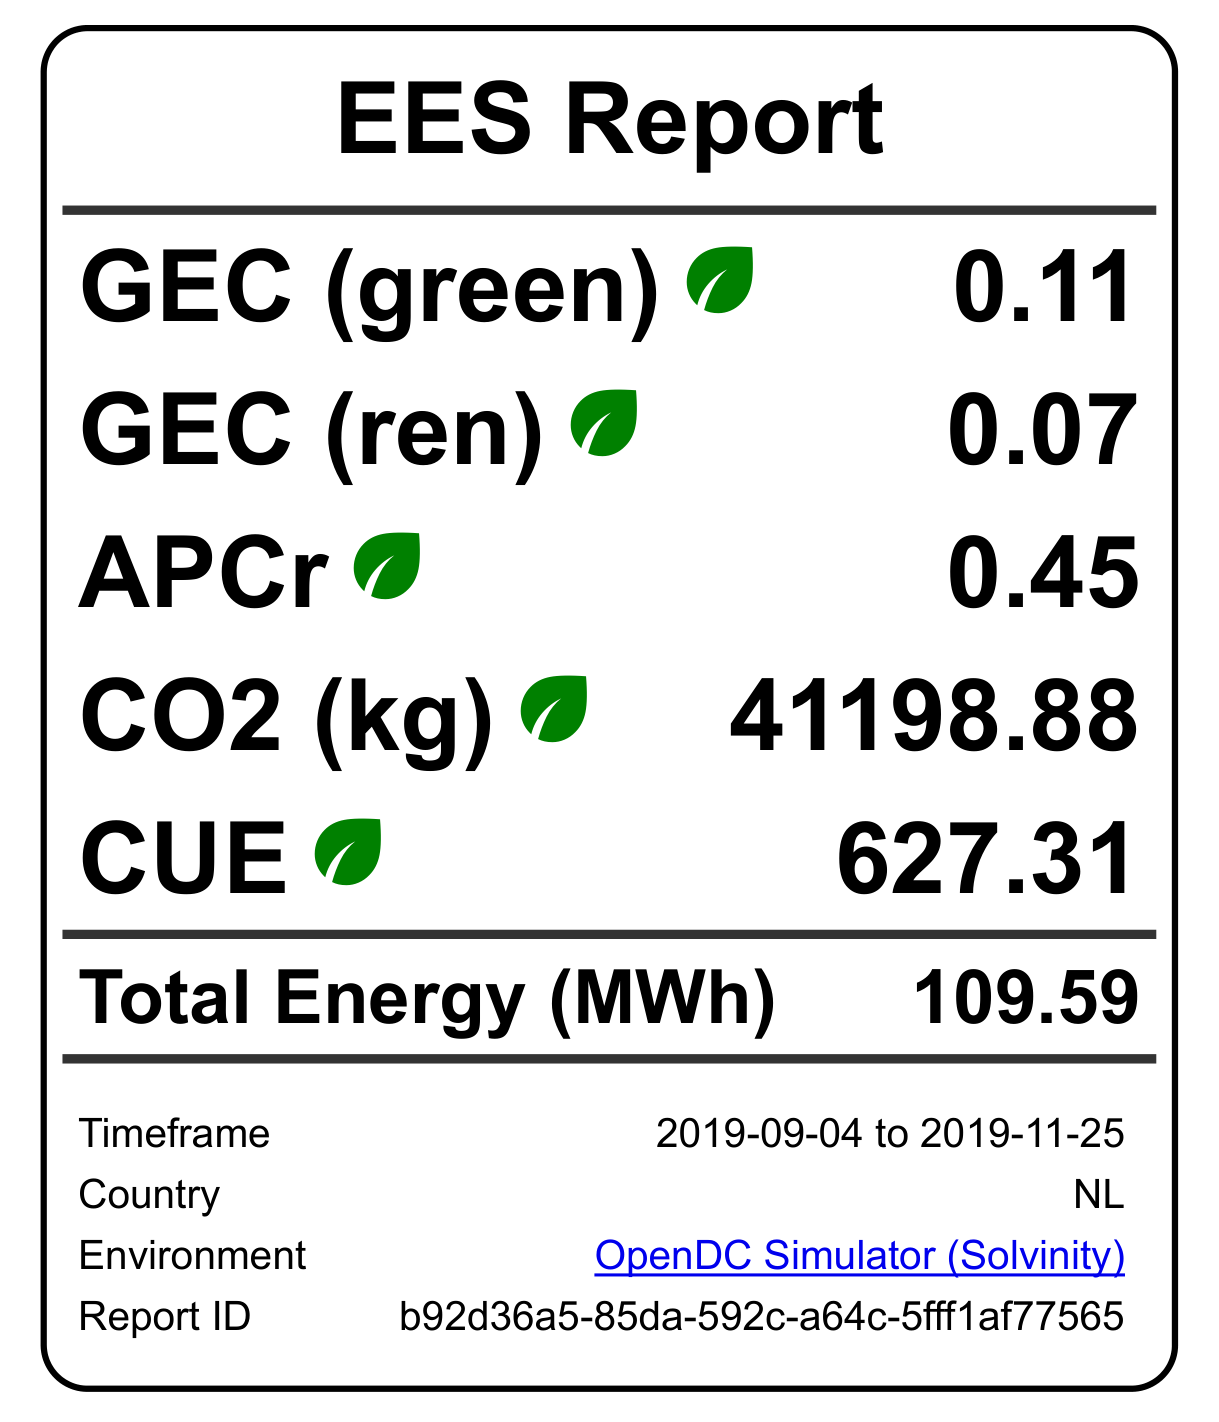 EES Report
GEC (green) 0.11
GEC (ren) 0.07
APCr 0.45
CO2 (kg) 41198.88
CUE 627.31
Total Energy (MWh) 109.59
Timeframe 2019-09-04 to 2019-11-25
Country NL
Environment OpenDC Simulator (Solvinity)
Report ID b92d36a5-85da-592c-a64c-5fff1af77565